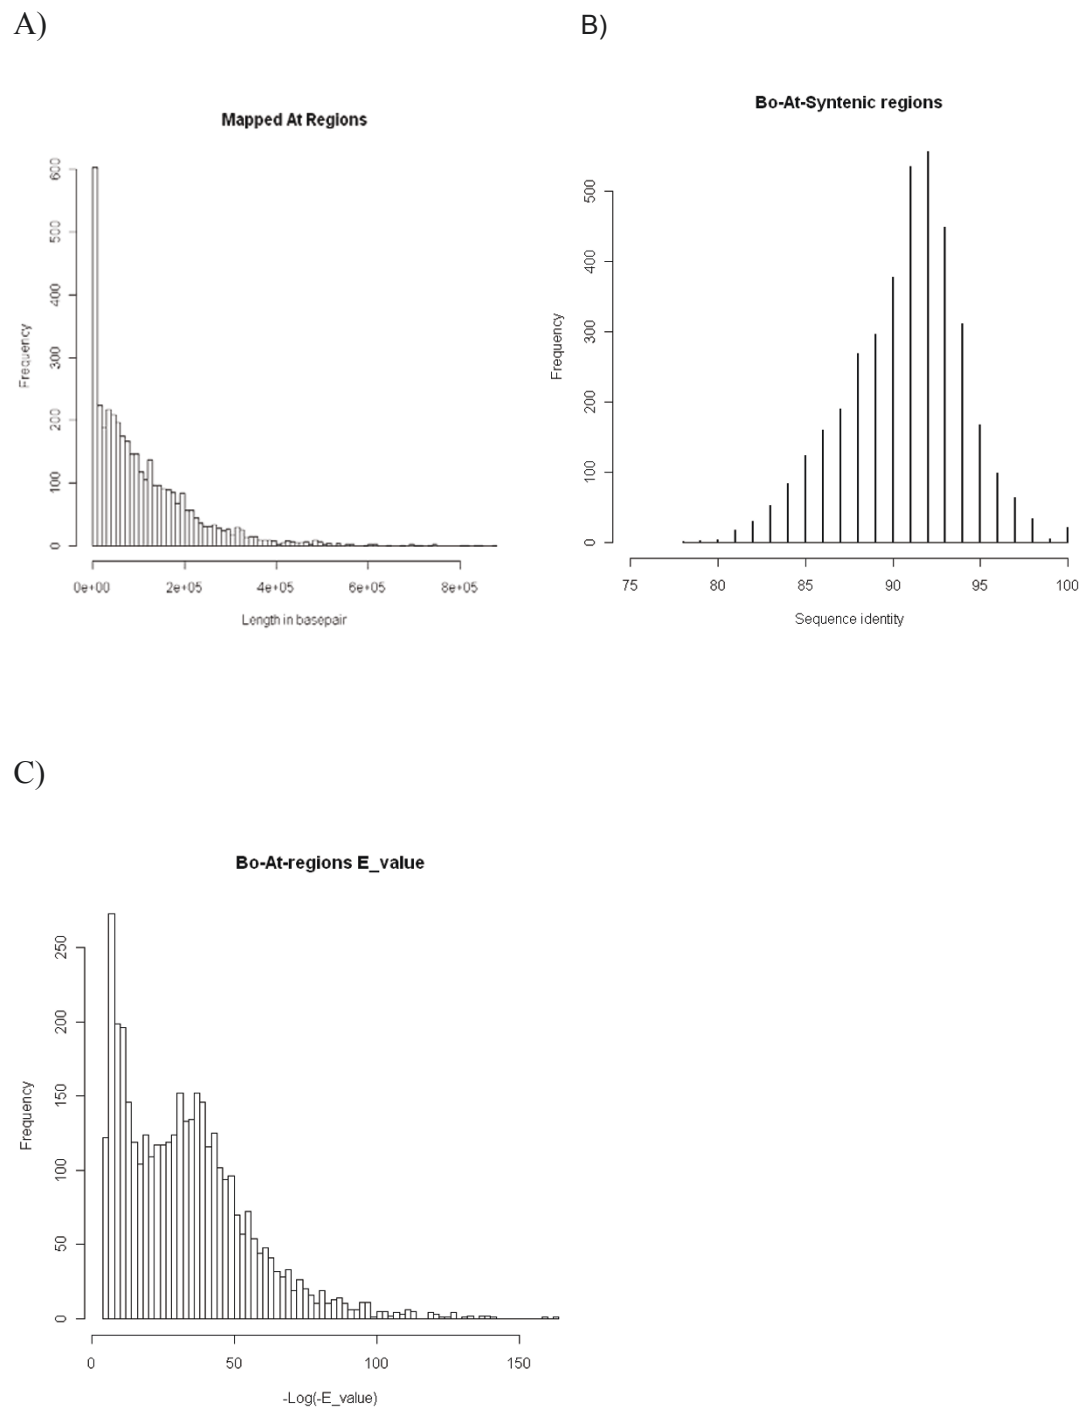 A)
B)
Mapped At Regions
Bo-At-Syntenic regions
Frequency
0
100
200
300
400
500
600
0e+00 2e+05 4e+05 6e+05 8e+05
Length in basepair
Frequency
0
100
200
300
400
500
75 80 85 90 95 100
Sequence identity
C)
Bo-At-regions E_value
Frequency
0
50
100
150
200
250
0 50 100 150
-Log(-E_value)